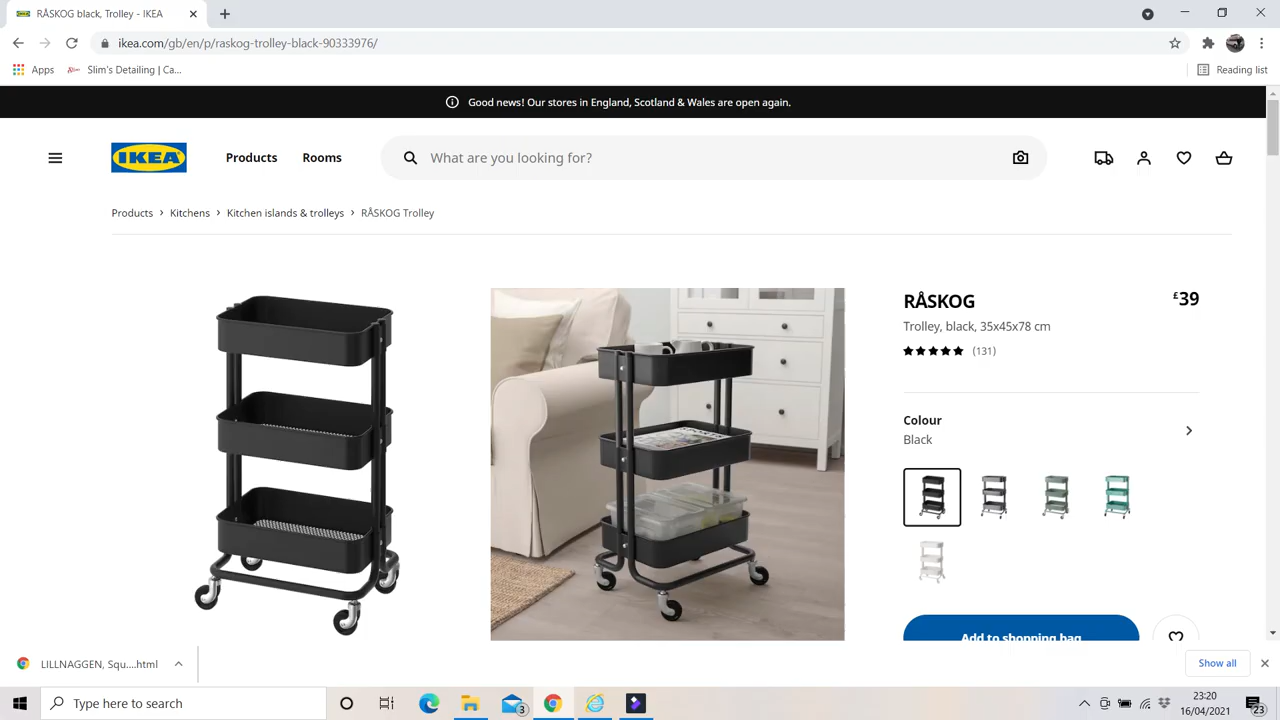 RÅSKOG black, Trolley - IKEA
ikea.com/gb/en/p/raskog-trolley-black-90333976/
Apps
Slim's Detailing | Ca...
Reading list
Good news! Our stores in England, Scotland & Wales are open again.
IKEA
Products
Rooms
What are you looking for?
Products > Kitchens > Kitchen islands & trolleys > RÅSKOG Trolley
RÅSKOG
£39
Trolley, black, 35x45x78 cm
(131)
Colour
Black
Add to shopping bag
LILLNAGGEN, Squ....html
Show all
Type here to search
3
23:20
16/04/2021
23